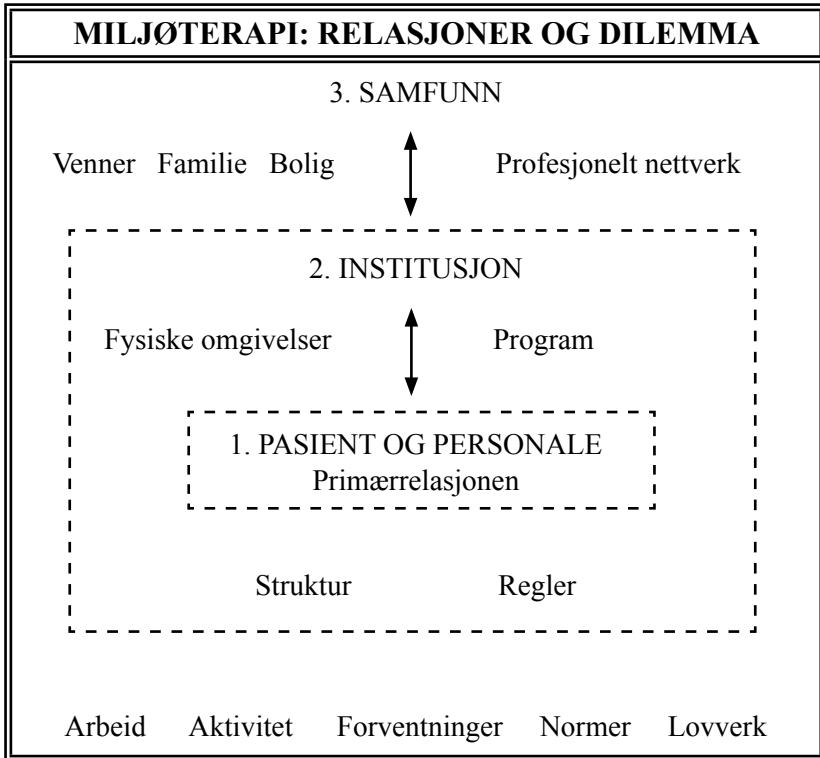 MILJØTERAPI: RELASJONER OG DILEMMA
3. SAMFUNN
Venner Familie Bolig Profesjonelt nettverk
2. INSTITUSJON
Fysiske omgivelser Program
1. PASIENT OG PERSONALE
Primærrelasjonen
Struktur Regler
Arbeid Aktivitet Forventninger Normer Lovverk